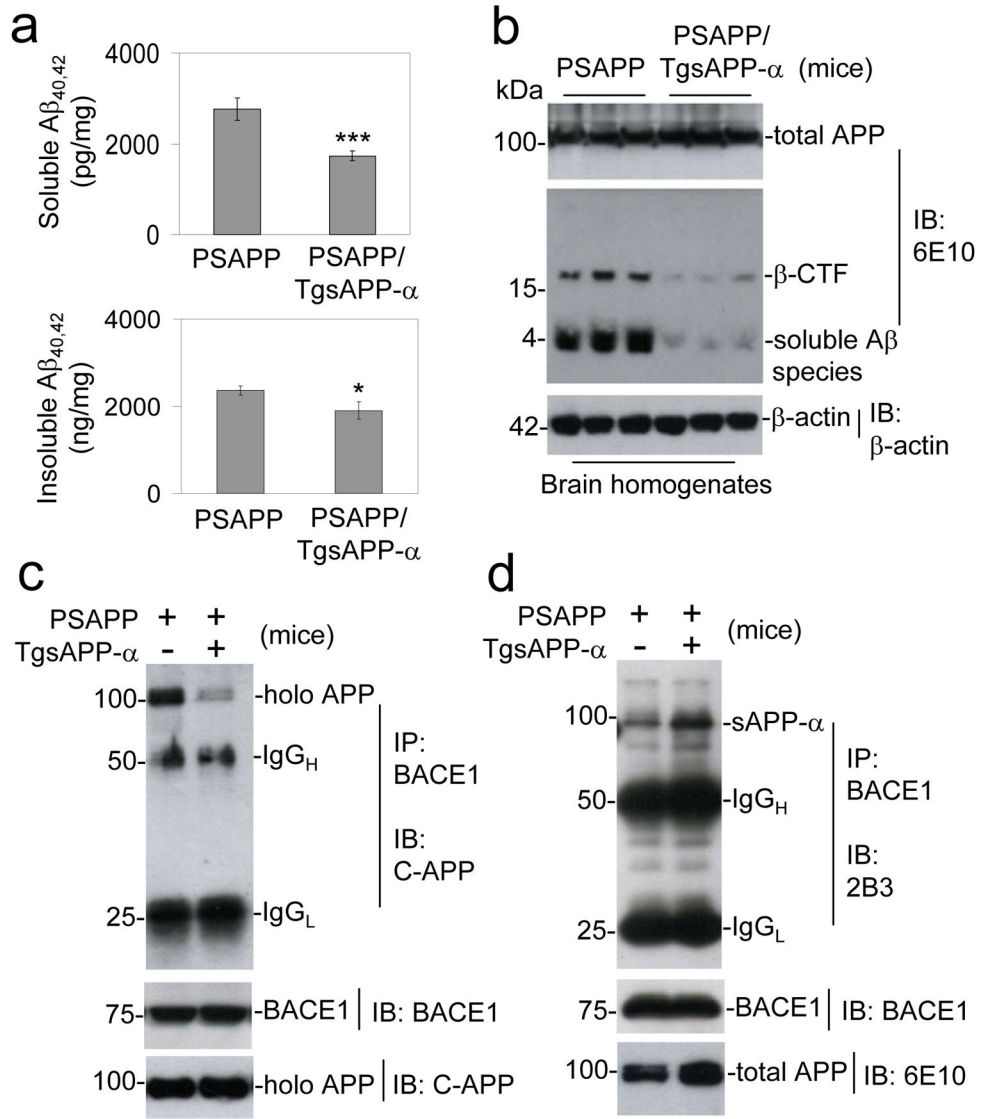 a
4000
2000
0
Soluble Aβ40,42
(pg/mg)
***
PSAPP
PSAPP/
TgsAPP-α
4000
2000
0
Insoluble Aβ40,42
(ng/mg)
*
PSAPP
PSAPP/
TgsAPP-α
b
PSAPP
PSAPP/
TgsAPP-α (mice)
kDa
100-
-total APP
-β-CTF
15-
4-
-soluble Aβ
species
IB:
6E10
42-
-β-actin
IB:
β-actin
Brain homogenates
c
PSAPP + +
TgsAPP-α - +
(mice)
100-
-holo APP
50-
-IgGH
25-
-IgGL
IP:
BACE1
IB:
C-APP
75-
-BACE1 IB: BACE1
100-
-holo APP IB: C-APP
d
PSAPP + +
TgsAPP-α - +
(mice)
100-
-sAPP-α
50-
-IgGH
25-
-IgGL
IP:
BACE1
IB:
2B3
75-
-BACE1 IB: BACE1
100-
-total APP IB: 6E10